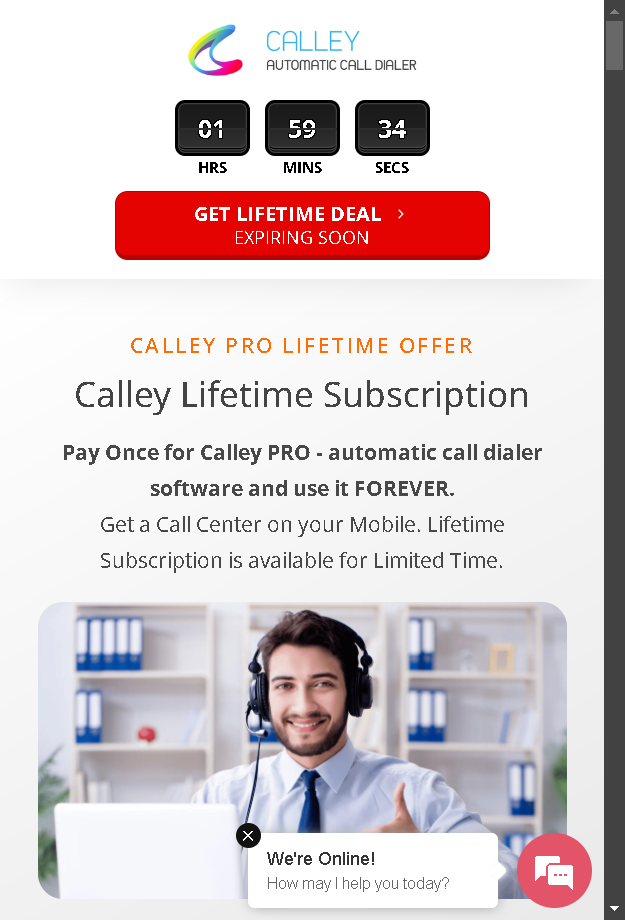 CALLEY
AUTOMATIC CALL DIALER
01 59 34
HRS MINS SECS
GET LIFETIME DEAL
EXPIRING SOON
CALLEY PRO LIFETIME OFFER
Calley Lifetime Subscription
Pay Once for Calley PRO - automatic call dialer
software and use it FOREVER.
Get a Call Center on your Mobile. Lifetime
Subscription is available for Limited Time.
We're Online!
How may I help you today?